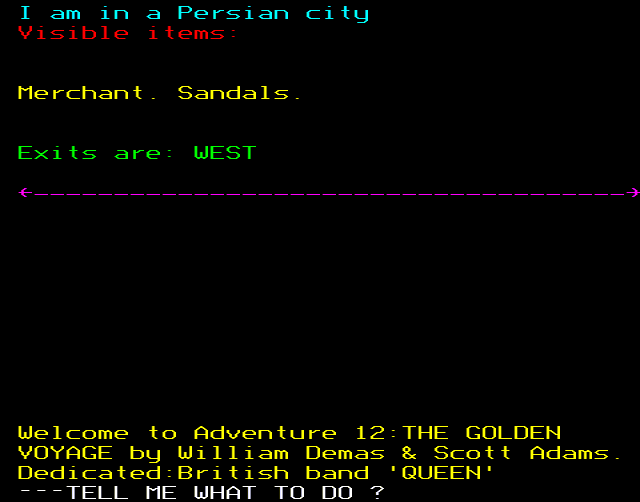 I am in a Persian city
Visible items:
Merchant. Sandals.
Exits are: WEST
Welcome to Adventure 12:THE GOLDEN
VOYAGE by William Demas & Scott Adams.
Dedicated:British band 'QUEEN'
---TELL ME WHAT TO DO ?